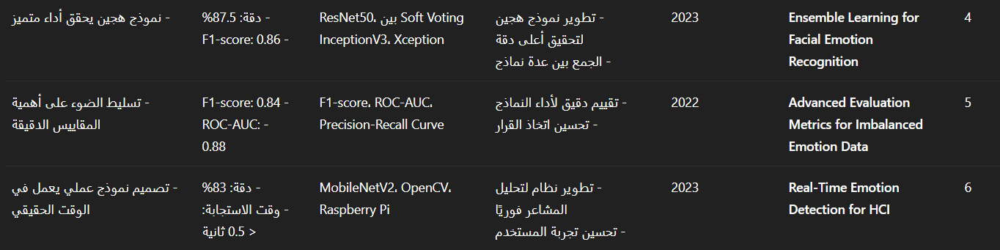 4
Ensemble Learning for
Facial Emotion
Recognition
2023
- تطوير نموذج هجين
لتحقيق أعلى دقة
- الجمع بين عدة نماذج
Soft Voting بين ResNet50،
InceptionV3، Xception
- دقة: 87.5%
- F1-score: 0.86
- نموذج هجين يحقق أداء متميز
5
Advanced Evaluation
Metrics for Imbalanced
Emotion Data
2022
- تقييم دقيق لأداء النماذج
- تحسين اتخاذ القرار
F1-score، ROC-AUC،
Precision-Recall Curve
- F1-score: 0.84
- ROC-AUC:
0.88
- تسليط الضوء على أهمية
المقاييس الدقيقة
6
Real-Time Emotion
Detection for HCI
2023
- تطوير نظام لتحليل
المشاعر فوريًا
- تحسين تجربة المستخدم
MobileNetV2، OpenCV،
Raspberry Pi
- دقة: 83%
- وقت الاستجابة:
< 0.5 ثانية
- تصميم نموذج عملي يعمل في
الوقت الحقيقي